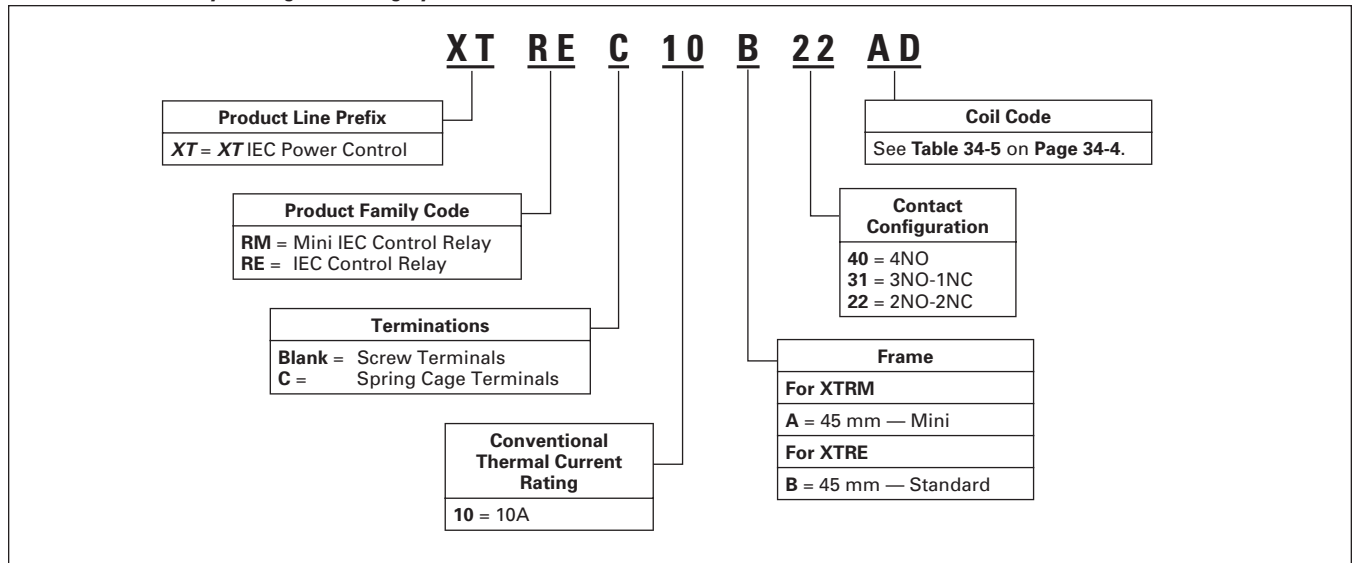 XT RE C 10 B 22 AD
Product Line Prefix
XT = XT IEC Power Control
Product Family Code
RM = Mini IEC Control Relay
RE = IEC Control Relay
Terminations
Blank = Screw Terminals
C = Spring Cage Terminals
Conventional
Thermal Current
Rating
10 = 10A
Coil Code
See Table 34-5 on Page 34-4.
Contact
Configuration
40 = 4NO
31 = 3NO-1NC
22 = 2NO-2NC
Frame
For XTRM
A = 45 mm — Mini
For XTRE
B = 45 mm — Standard